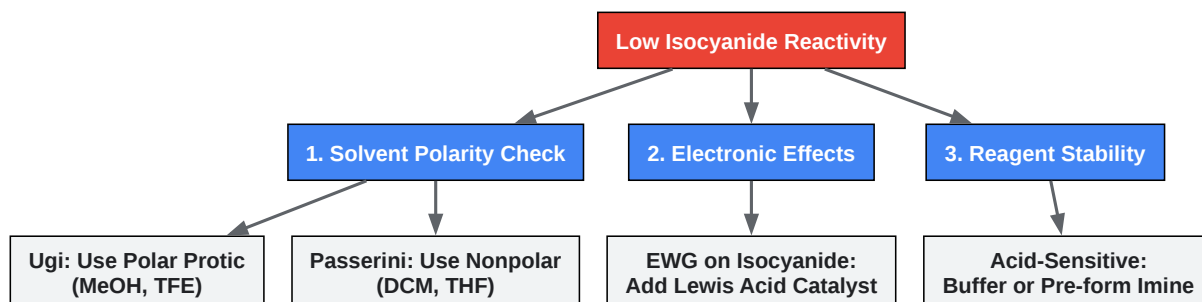 Low Isocyanide Reactivity
1. Solvent Polarity Check
2. Electronic Effects
3. Reagent Stability
Ugi: Use Polar Protic
(MeOH, TFE)
Passerini: Use Nonpolar
(DCM, THF)
EWG on Isocyanide:
Add Lewis Acid Catalyst
Acid-Sensitive:
Buffer or Pre-form Imine